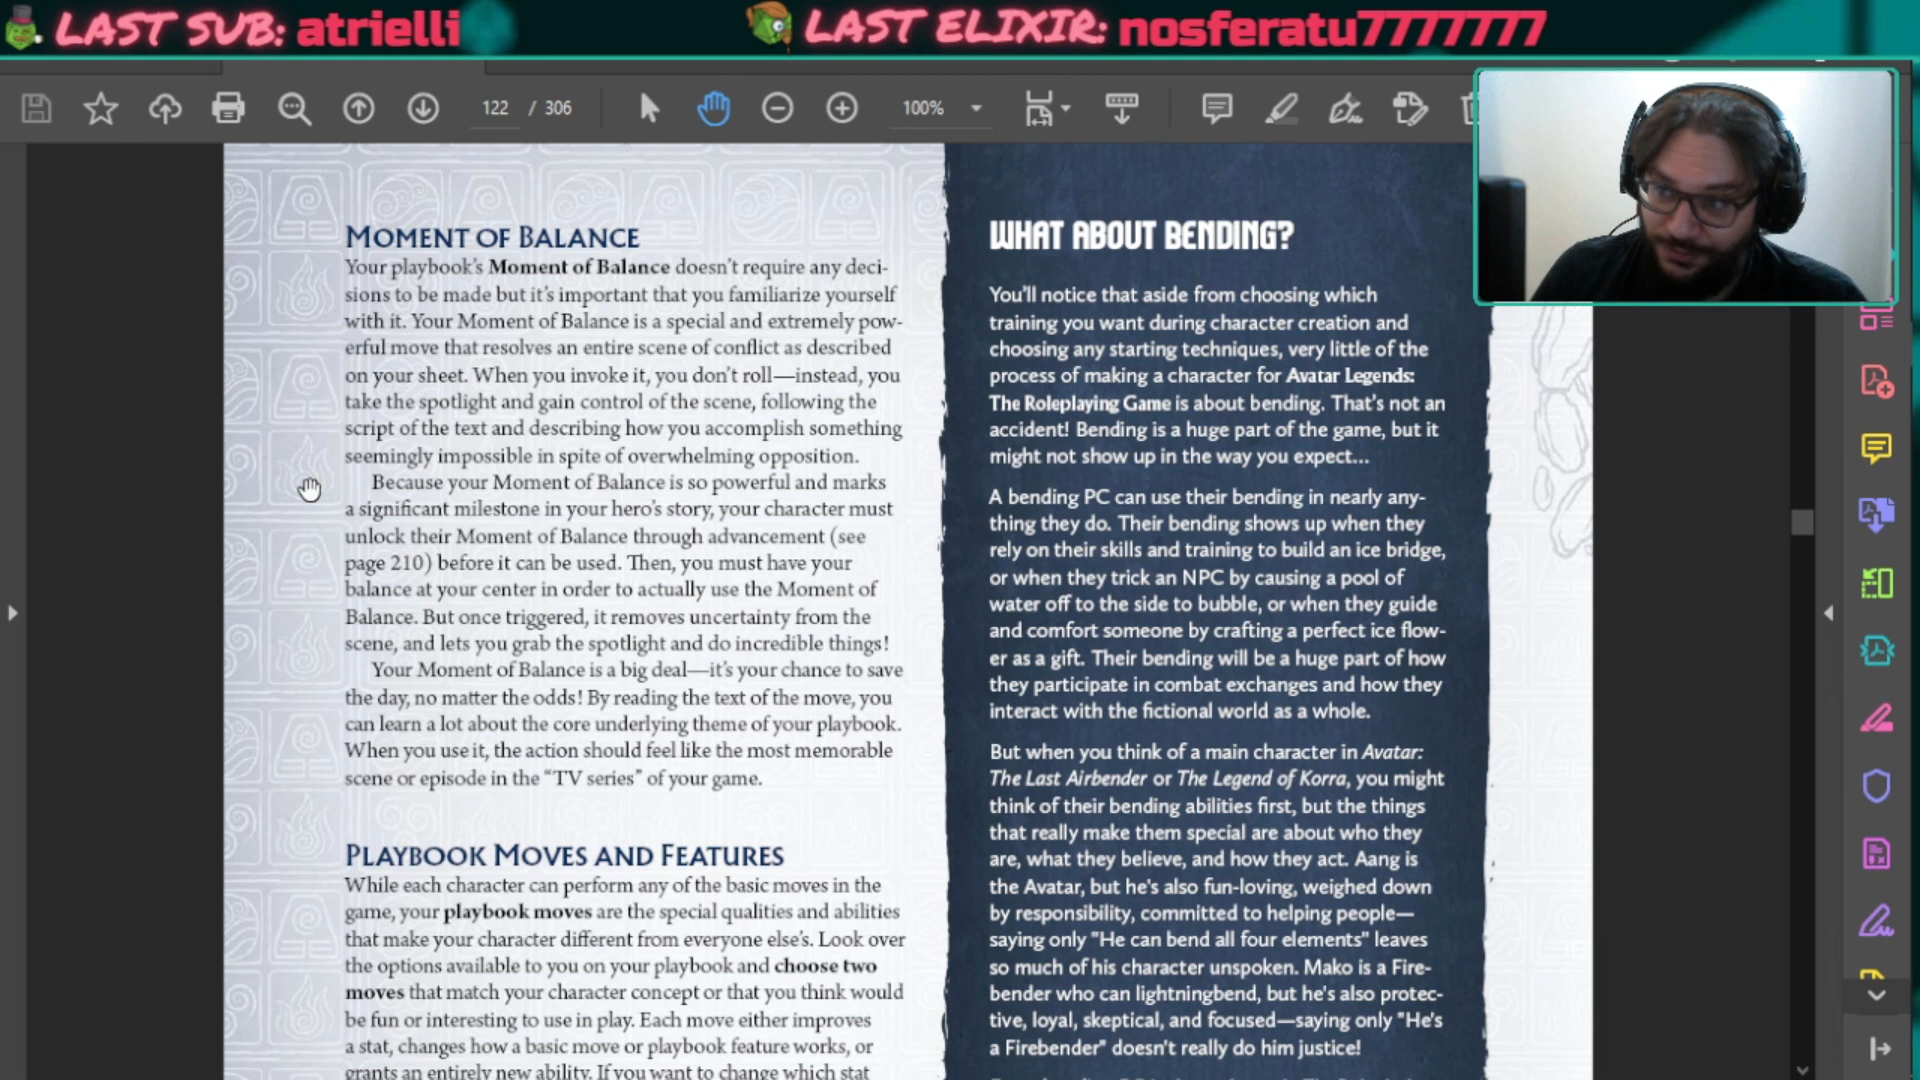 LAST SUB: atrielli
LAST ELIXIR: nosferatu7777777
122 / 306
100%
MOMENT OF BALANCE
Your playbook's Moment of Balance doesn't require any deci-
sions to be made but it's important that you familiarize yourself
with it. Your Moment of Balance is a special and extremely pow-
erful move that resolves an entire scene of conflict as described
on your sheet. When you invoke it, you don't roll—instead, you
take the spotlight and gain control of the scene, following the
script of the text and describing how you accomplish something
seemingly impossible in spite of overwhelming opposition.
Because your Moment of Balance is so powerful and marks
a significant milestone in your hero's story, your character must
unlock their Moment of Balance through advancement (see
page 210) before it can be used. Then, you must have your
balance at your center in order to actually use the Moment of
Balance. But once triggered, it removes uncertainty from the
scene, and lets you grab the spotlight and do incredible things!
Your Moment of Balance is a big deal—it's your chance to save
the day, no matter the odds! By reading the text of the move, you
can learn a lot about the core underlying theme of your playbook.
When you use it, the action should feel like the most memorable
scene or episode in the “TV series” of your game.
PLAYBOOK MOVES AND FEATURES
While each character can perform any of the basic moves in the
game, your playbook moves are the special qualities and abilities
that make your character different from everyone else's. Look over
the options available to you on your playbook and choose two
moves that match your character concept or that you think would
be fun or interesting to use in play. Each move either improves
a stat, changes how a basic move or playbook feature works, or
grants an entirely new ability. If you want to change which stat
WHAT ABOUT BENDING?
You'll notice that aside from choosing which
training you want during character creation and
choosing any starting techniques, very little of the
process of making a character for Avatar Legends:
The Roleplaying Game is about bending. That's not an
accident! Bending is a huge part of the game, but it
might not show up in the way you expect...
A bending PC can use their bending in nearly any-
thing they do. Their bending shows up when they
rely on their skills and training to build an ice bridge,
or when they trick an NPC by causing a pool of
water off to the side to bubble, or when they guide
and comfort someone by crafting a perfect ice flow-
er as a gift. Their bending will be a huge part of how
they participate in combat exchanges and how they
interact with the fictional world as a whole.
But when you think of a main character in Avatar:
The Last Airbender or The Legend of Korra, you might
think of their bending abilities first, but the things
that really make them special are about who they
are, what they believe, and how they act. Aang is
the Avatar, but he's also fun-loving, weighed down
by responsibility, committed to helping people—
saying only "He can bend all four elements" leaves
so much of his character unspoken. Mako is a Fire-
bender who can lightningbend, but he's also protec-
tive, loyal, skeptical, and focused—saying only "He's
a Firebender" doesn't really do him justice!